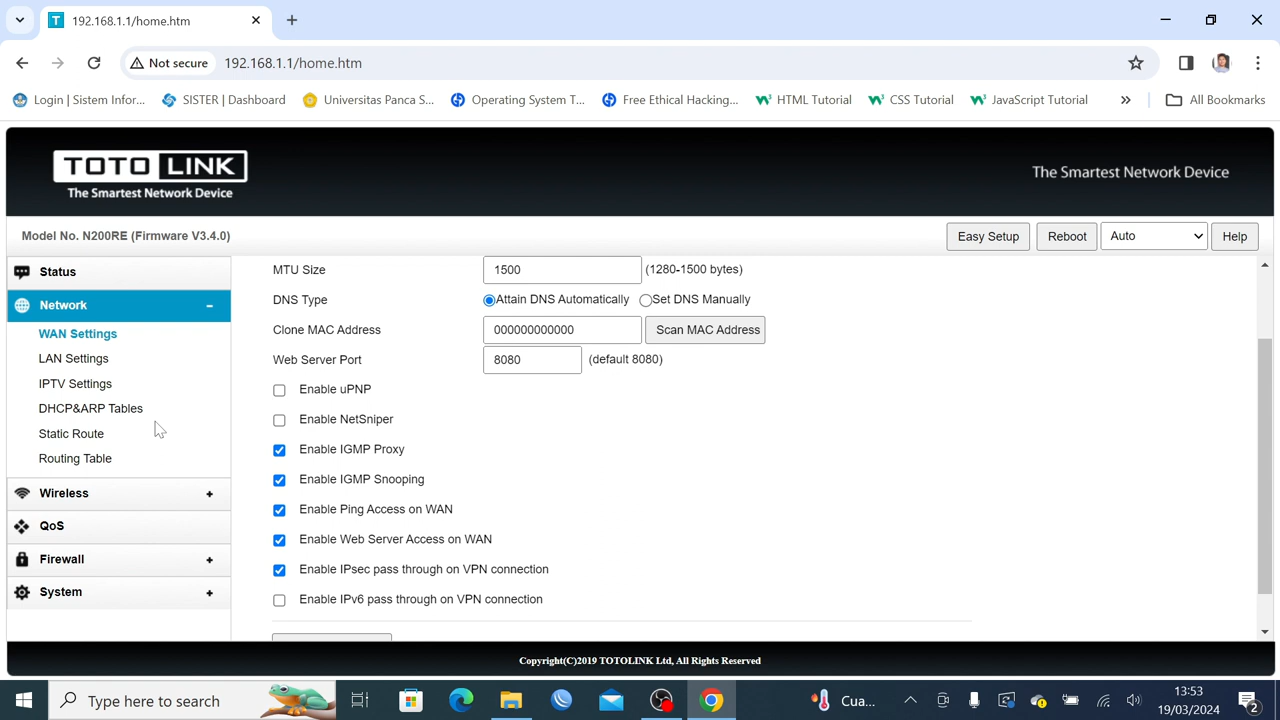 192.168.1.1/home.htm
Not secure
192.168.1.1/home.htm
Login | Sistem Infor...
SISTER | Dashboard
Universitas Panca S...
Operating System T...
Free Ethical Hacking...
HTML Tutorial
CSS Tutorial
JavaScript Tutorial
All Bookmarks
TOTO LINK
The Smartest Network Device
The Smartest Network Device
Model No. N200RE (Firmware V3.4.0)
Easy Setup
Reboot
Auto
Help
Status
Network
WAN Settings
LAN Settings
IPTV Settings
DHCP&ARP Tables
Static Route
Routing Table
Wireless
QoS
Firewall
System
MTU Size
1500
(1280-1500 bytes)
DNS Type
Attain DNS Automatically
Set DNS Manually
Clone MAC Address
000000000000
Scan MAC Address
Web Server Port
8080
(default 8080)
Enable uPNP
Enable NetSniper
Enable IGMP Proxy
Enable IGMP Snooping
Enable Ping Access on WAN
Enable Web Server Access on WAN
Enable IPsec pass through on VPN connection
Enable IPv6 pass through on VPN connection
Copyright(C)2019 TOTOLINK Ltd, All Rights Reserved
Type here to search
Cua...
13:53
19/03/2024
2